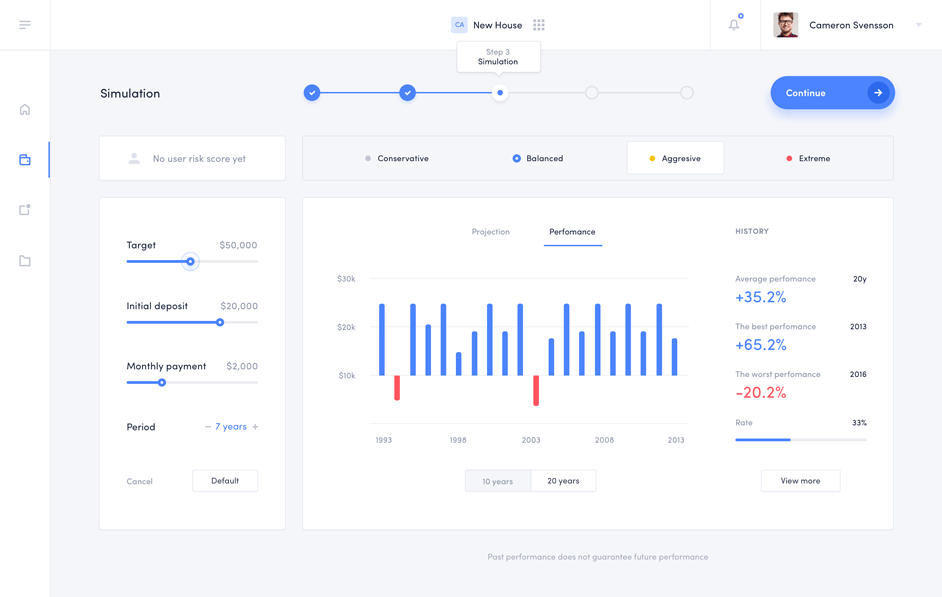 CA New House
Cameron Svensson
Step 3
Simulation
Simulation
Continue
No user risk score yet
Conservative
Balanced
Aggresive
Extreme
Target $50,000
Initial deposit $20,000
Monthly payment $2,000
Period − 7 years +
Cancel
Default
Projection
Perfomance
$30k
$20k
$10k
1993
1998
2003
2008
2013
10 years
20 years
HISTORY
Average perfomance 20y
+35.2%
The best perfomance 2013
+65.2%
The worst perfomance 2016
-20.2%
Rate 33%
View more
Past performance does not guarantee future performance